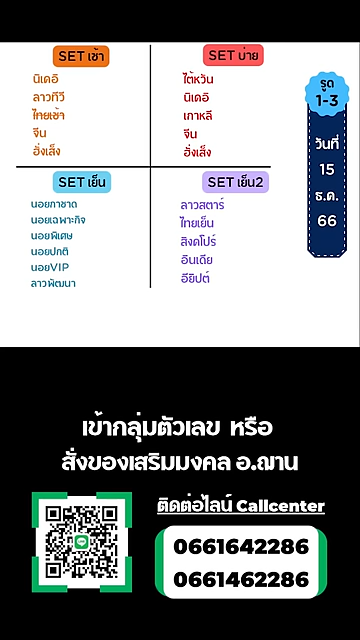 SET เช้า
นิเคอิ
ลาวทีวี
ไทยเช้า
จีน
ฮั่งเส็ง
SET บ่าย
ไต้หวัน
นิเคอิ
เกาหลี
จีน
ฮั่งเส็ง
รูด
1-3
วันที่
15
ธ.ค.
66
SET เย็น
นอยกาชาด
นอยเฉพาะกิจ
นอยพิเศษ
นอยปกติ
นอยVIP
ลาวพัฒนา
SET เย็น2
ลาวสตาร์
ไทยเย็น
สิงคโปร์
อินเดีย
อียิปต์
เข้ากลุ่มตัวเลข หรือ
สั่งของเสริมมงคล อ.ฌาน
ติดต่อไลน์ Callcenter
0661642286
0661462286